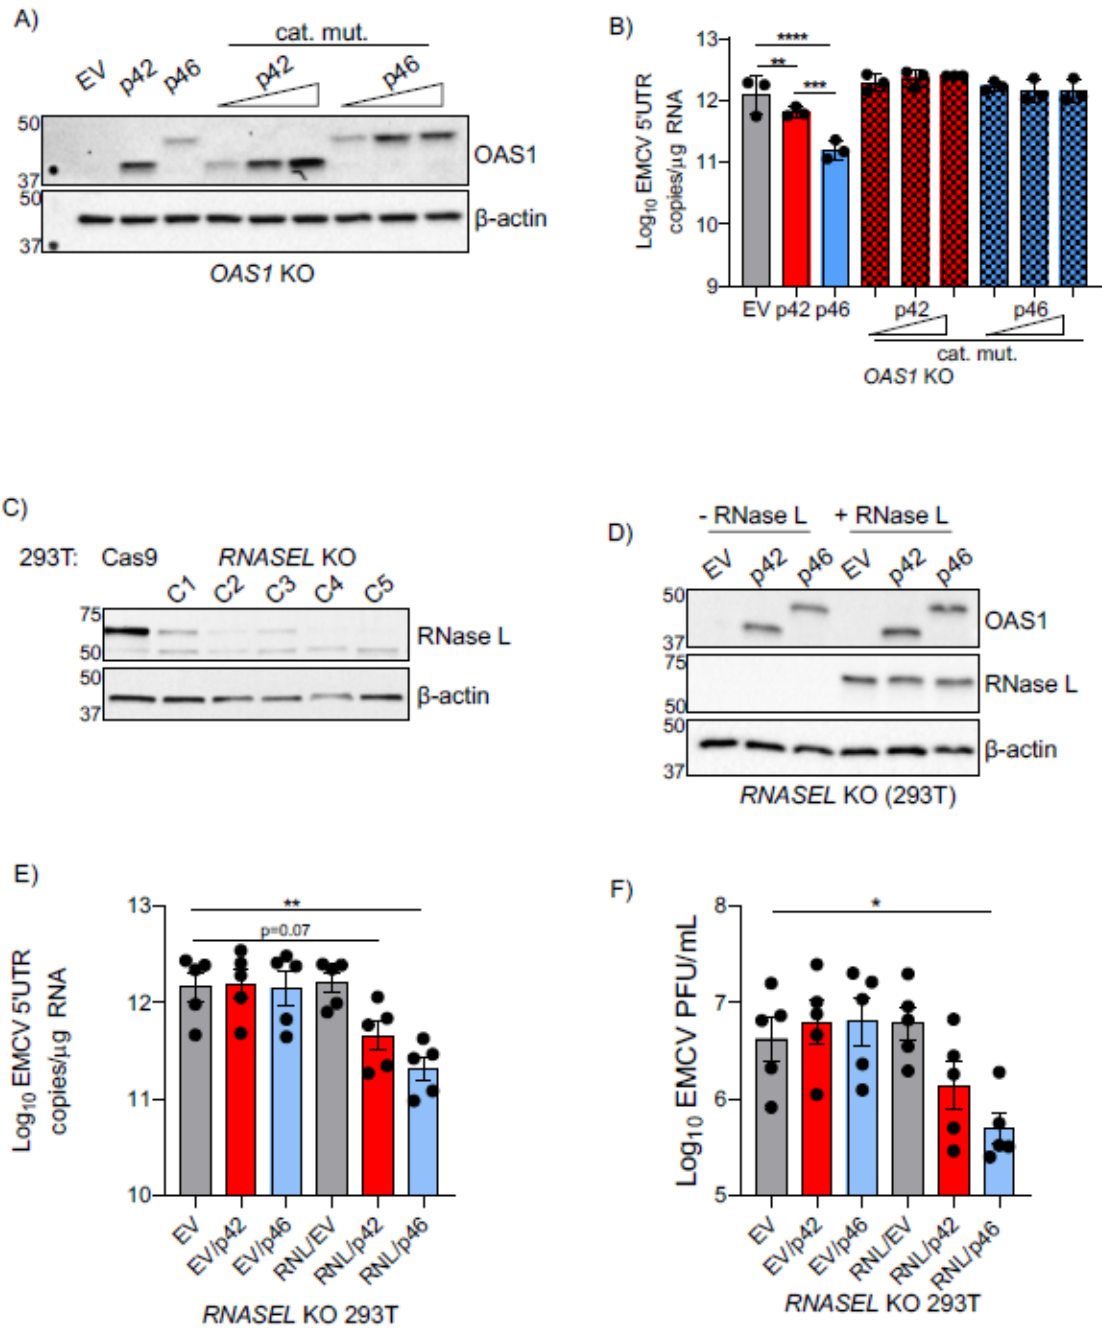 A)
cat. mut.
EV p42 p46 p42 p46
50
37
OAS1
50
37
β-actin
OAS1 KO
B)
Log10 EMCV 5'UTR
copies/μg RNA
13
12
11
10
9
****
**
***
EV p42 p46 p42 p46
cat. mut.
OAS1 KO
C)
293T: Cas9 RNASEL KO
C1 C2 C3 C4 C5
75
50
RNase L
50
37
β-actin
D)
- RNase L + RNase L
EV p42 p46 EV p42 p46
50
37
OAS1
75
50
RNase L
50
37
β-actin
RNASEL KO (293T)
E)
Log10 EMCV 5'UTR
copies/μg RNA
13
12
11
10
**
p=0.07
EV EV/p42 EV/p46 RNL/EV RNL/p42 RNL/p46
RNASEL KO 293T
F)
Log10 EMCV PFU/mL
8
7
6
5
*
EV EV/p42 EV/p46 RNL/EV RNL/p42 RNL/p46
RNASEL KO 293T